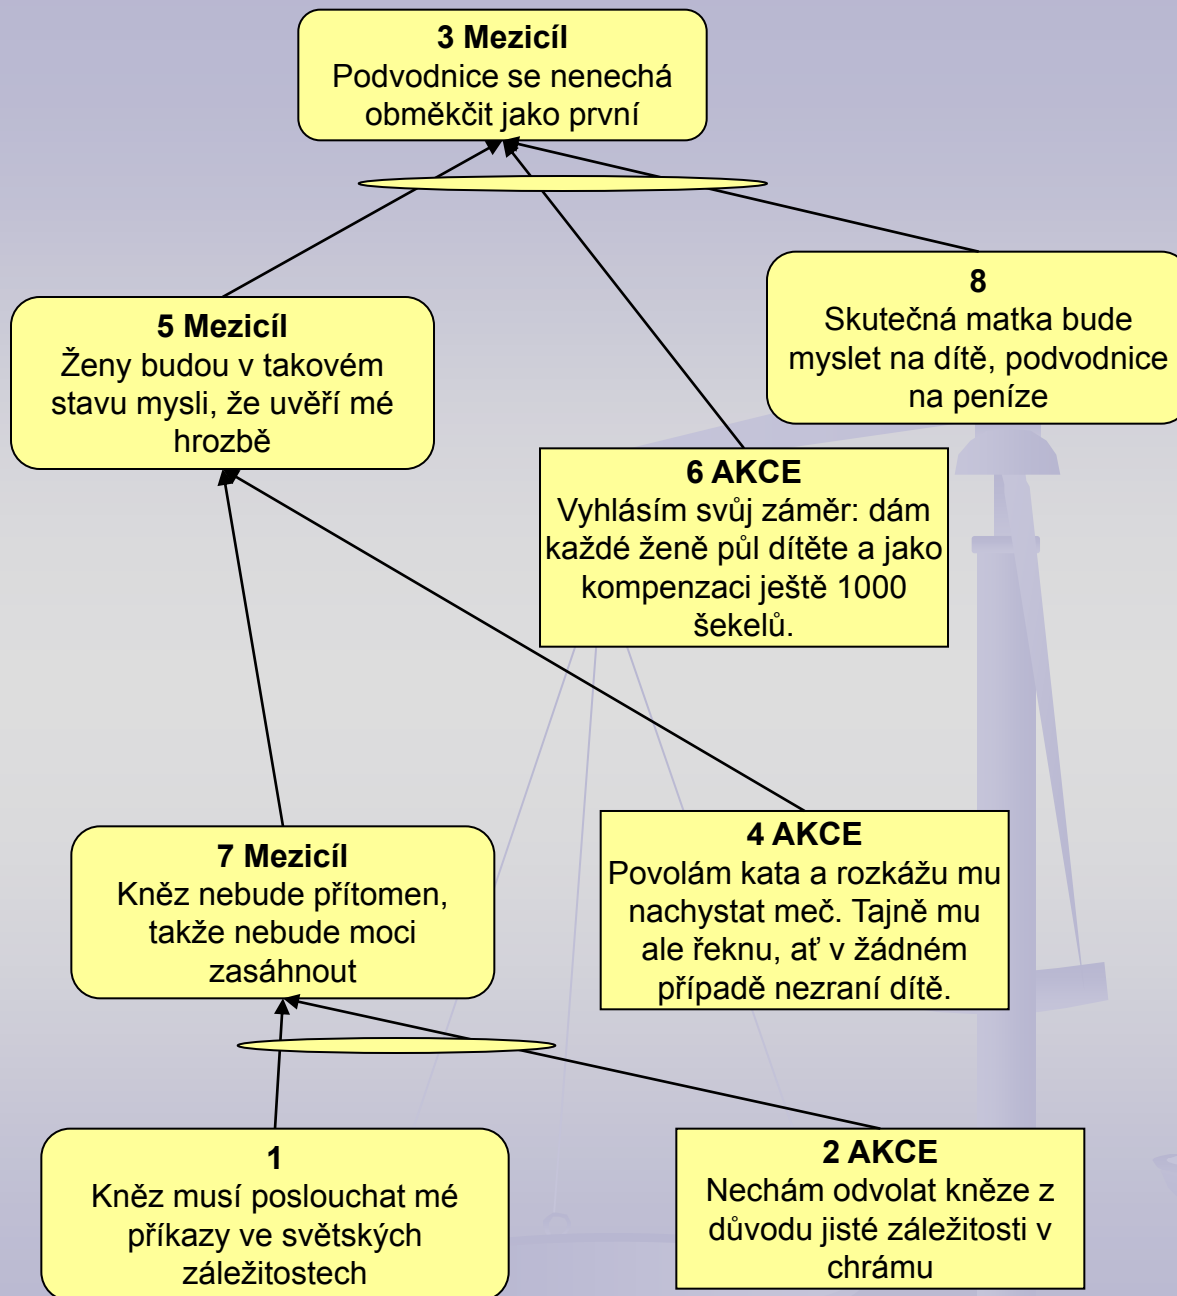 3 Mezicíl
Podvodnice se nenechá
obměkčit jako první
8
Skutečná matka bude
myslet na dítě, podvodnice
na peníze
5 Mezicíl
Ženy budou v takovém
stavu mysli, že uvěří mé
hrozbě
6 AKCE
Vyhlásím svůj záměr: dám
každé ženě půl dítěte a jako
kompenzaci ještě 1000
šekelů.
7 Mezicíl
Kněz nebude přítomen,
takže nebude moci
zasáhnout
4 AKCE
Povolám kata a rozkážu mu
nachystat meč. Tajně mu
ale řeknu, ať v žádném
případě nezraní dítě.
1
Kněz musí poslouchat mé
příkazy ve světských
záležitostech
2 AKCE
Nechám odvolat kněze z
důvodu jisté záležitosti v
chrámu